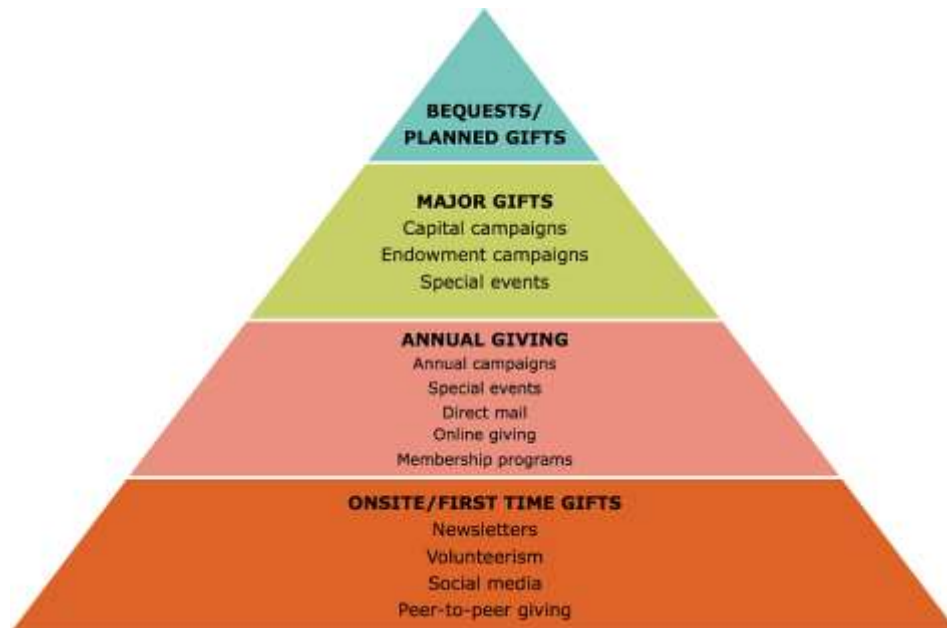 BEQUESTS/
PLANNED GIFTS
MAJOR GIFTS
Capital campaigns
Endowment campaigns
Special events
ANNUAL GIVING
Annual campaigns
Special events
Direct mail
Online giving
Membership programs
ONSITE/FIRST TIME GIFTS
Newsletters
Volunteerism
Social media
Peer-to-peer giving